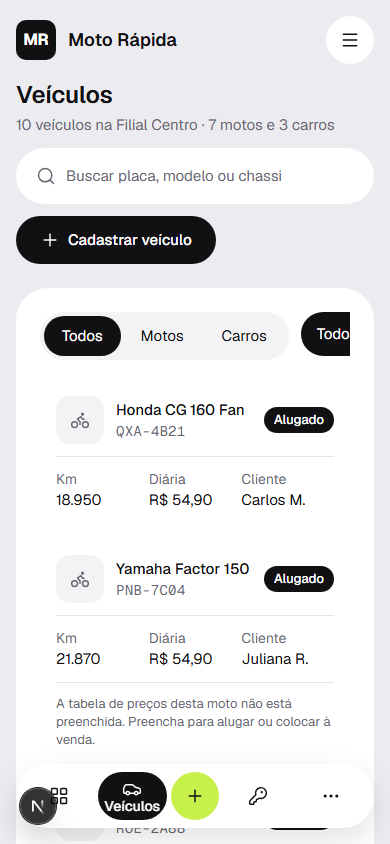 MR Moto Rápida
Veículos
10 veículos na Filial Centro · 7 motos e 3 carros
Buscar placa, modelo ou chassi
+ Cadastrar veículo
Todos Motos Carros Todo
Honda CG 160 Fan
QXA-4B21
Alugado
Km Diária Cliente
18.950 R$ 54,90 Carlos M.
Yamaha Factor 150
PNB-7C04
Alugado
Km Diária Cliente
21.870 R$ 54,90 Juliana R.
A tabela de preços desta moto não está
preenchida. Preencha para alugar ou colocar à
venda.
N
Veículos
+